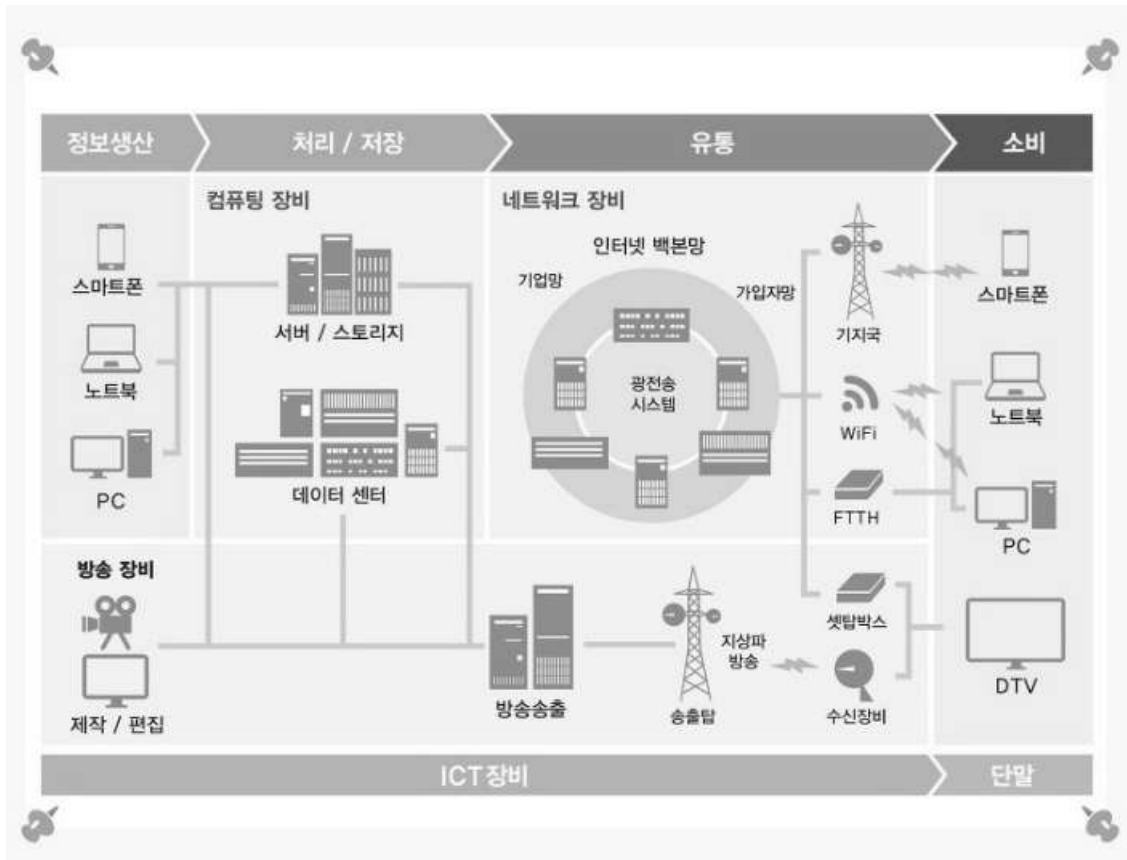 정보생산
처리 / 저장
유통
소비
컴퓨팅 장비
네트워크 장비
스마트폰
노트북
PC
서버 / 스토리지
데이터 센터
인터넷 백본망
기업망
가입자망
광전송
시스템
기지국
WiFi
FTTH
스마트폰
노트북
PC
방송 장비
제작 / 편집
방송송출
송출탑
지상파
방송
셋탑박스
수신장비
DTV
ICT장비
단말